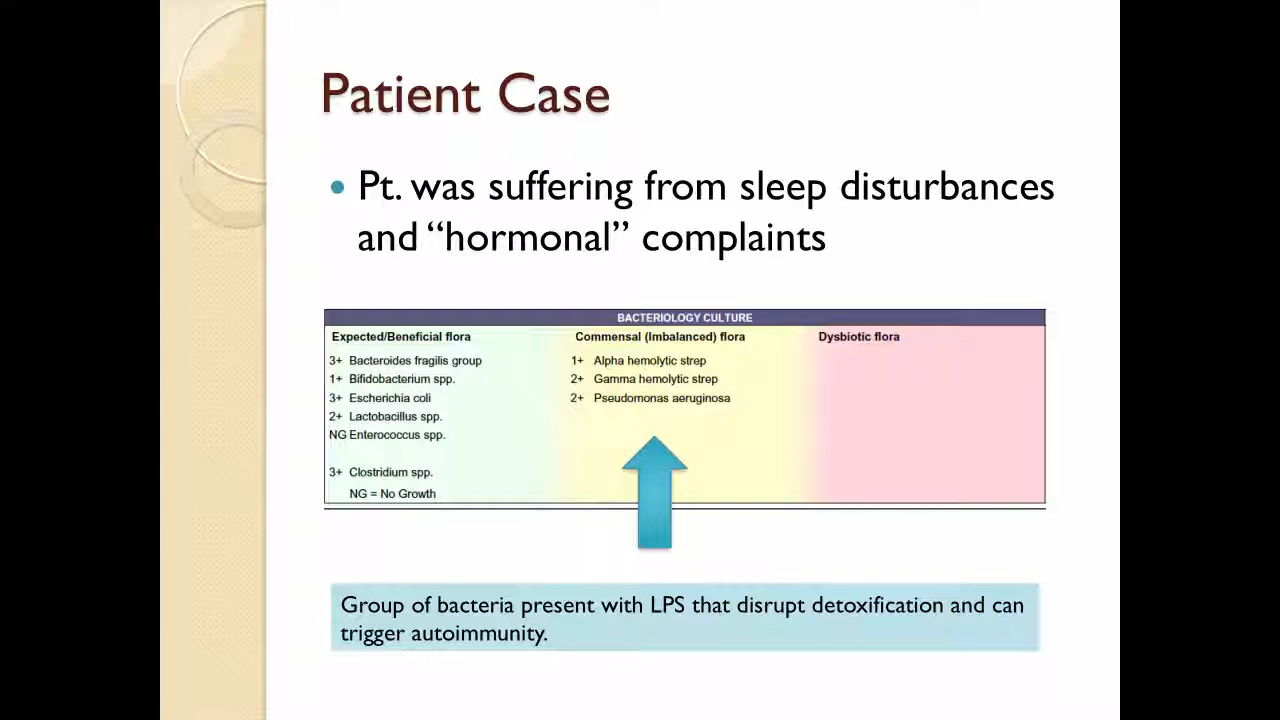 Patient Case
• Pt. was suffering from sleep disturbances
and “hormonal” complaints
BACTERIOLOGY CULTURE
Expected/Beneficial flora
3+ Bacteroides fragilis group
1+ Bifidobacterium spp.
3+ Escherichia coli
2+ Lactobacillus spp.
NG Enterococcus spp.
3+ Clostridium spp.
NG = No Growth
Commensal (Imbalanced) flora
1+ Alpha hemolytic strep
2+ Gamma hemolytic strep
2+ Pseudomonas aeruginosa
Dysbiotic flora
Group of bacteria present with LPS that disrupt detoxification and can
trigger autoimmunity.